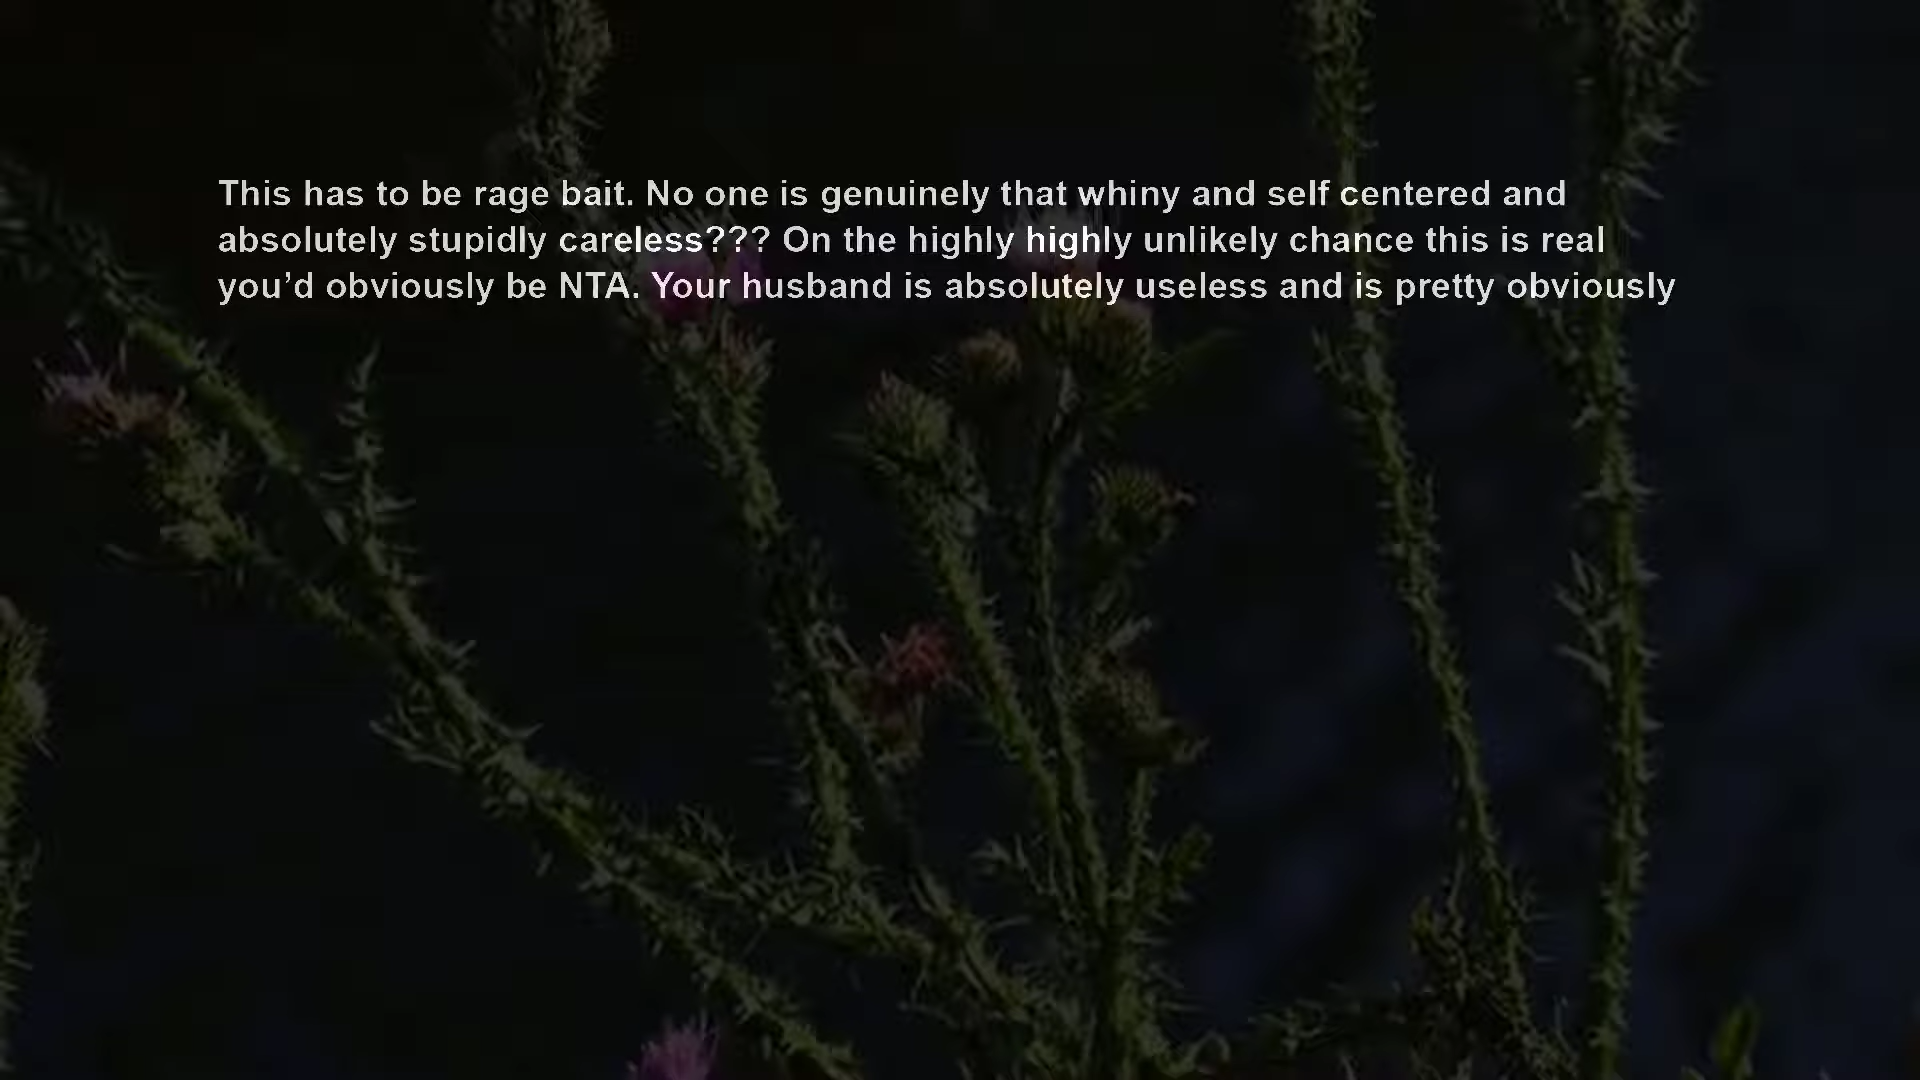 This has to be rage bait. No one is genuinely that whiny and self centered and
absolutely stupidly careless??? On the highly highly unlikely chance this is real
you’d obviously be NTA. Your husband is absolutely useless and is pretty obviously